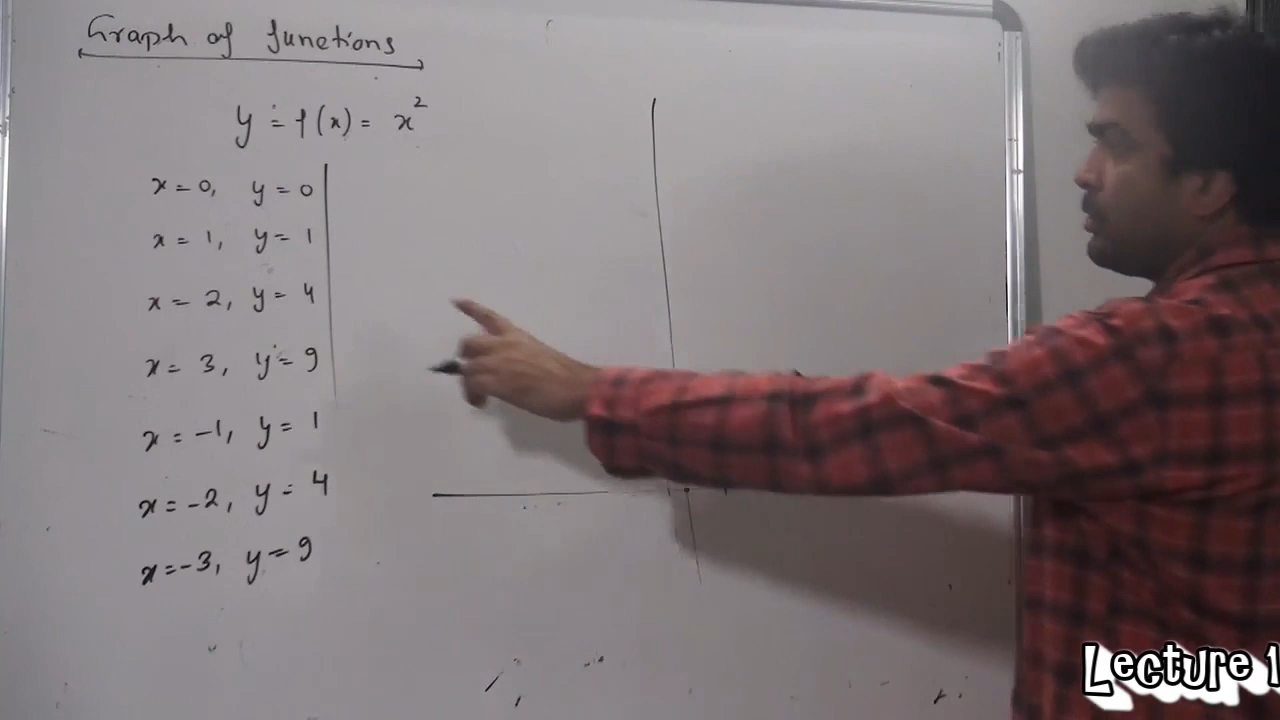 Graph of functions
y = f(x) = x²
x = 0, y = 0
x = 1, y = 1
x = 2, y = 4
x = 3, y = 9
x = -1, y = 1
x = -2, y = 4
x = -3, y = 9
Lecture 1